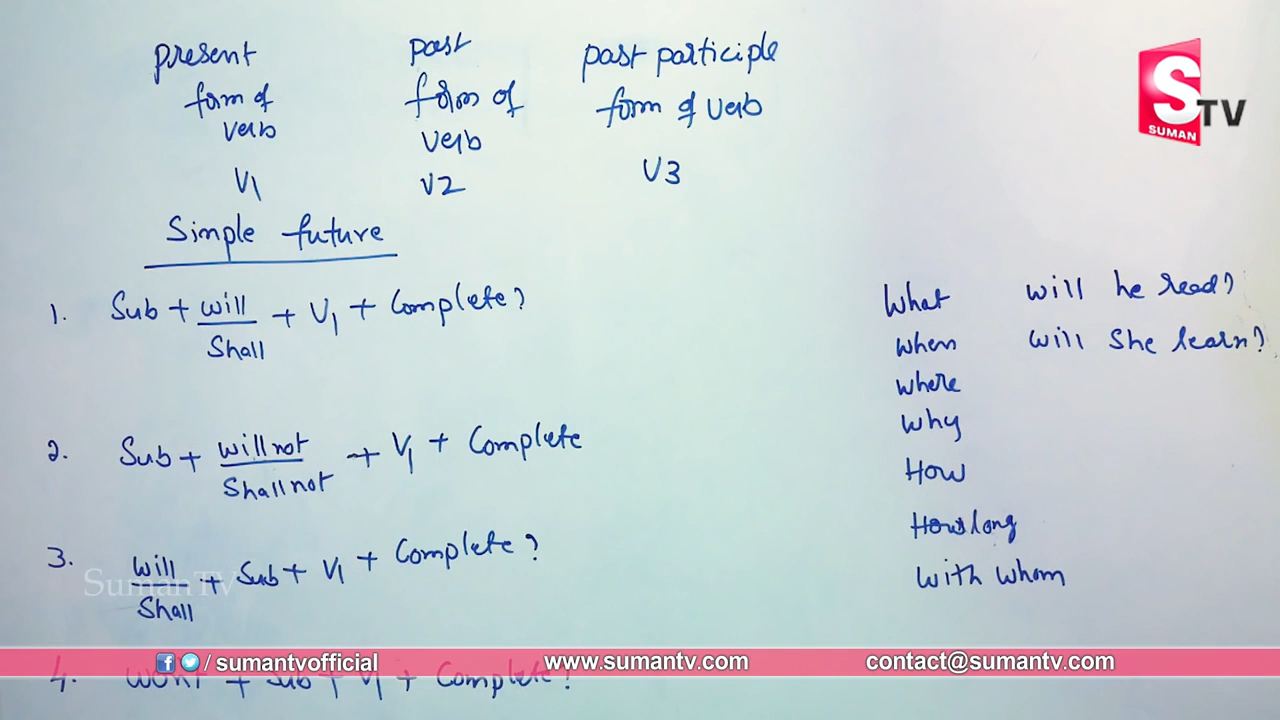 present
form of
verb
V1
past
form of
verb
V2
past participle
form of verb
V3
S TV
SUMAN
Simple future
1. Sub + will + V1 + Complete?
Shall
2. Sub + will not + V1 + Complete
Shall not
3. will + Sub + V1 + Complete?
Shall
4. wont + Sub + V1 + Complete?
What will he read?
when will She learn?
where
why
How
How long
with whom
SumanTV
/ sumantvofficial
www.sumantv.com
contact@sumantv.com